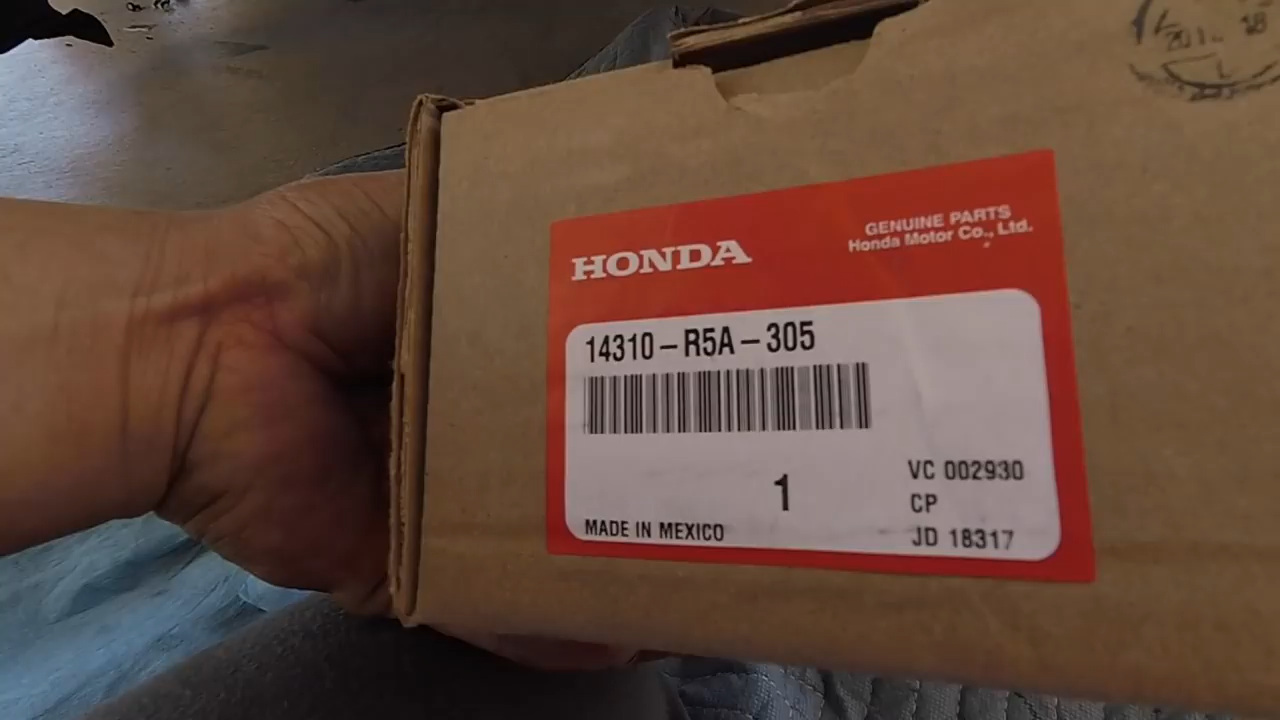 HONDA
GENUINE PARTS
Honda Motor Co., Ltd.
14310-R5A-305
1
MADE IN MEXICO
VC 002930
CP
JD 18317